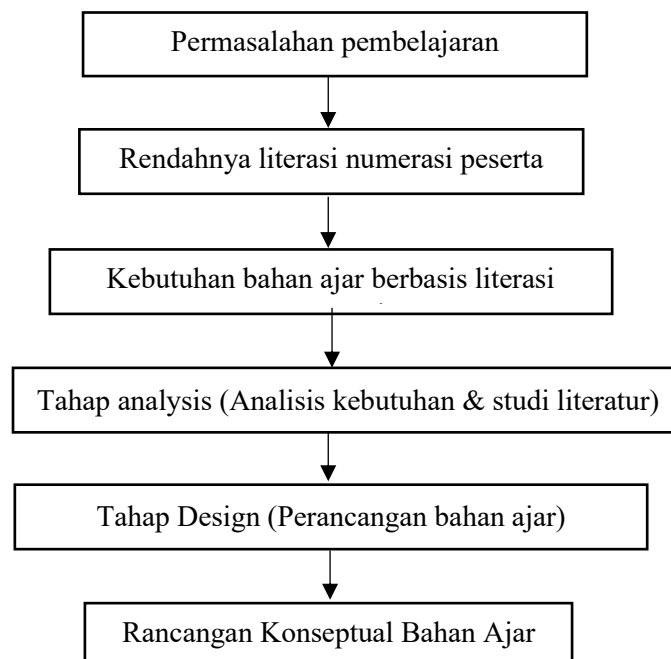 Permasalahan pembelajaran
Rendahnya literasi numerasi peserta
Kebutuhan bahan ajar berbasis literasi
Tahap analysis (Analisis kebutuhan & studi literatur)
Tahap Design (Perancangan bahan ajar)
Rancangan Konseptual Bahan Ajar